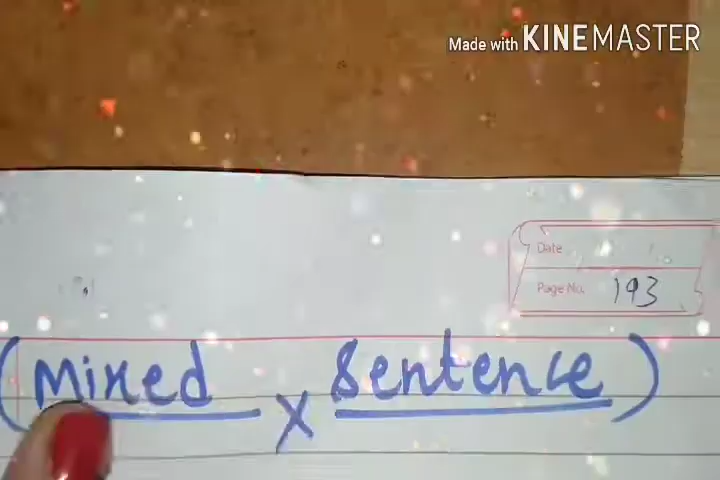 Made with KINEMASTER
Date
Page No. 193
(Mixed x Sentence)